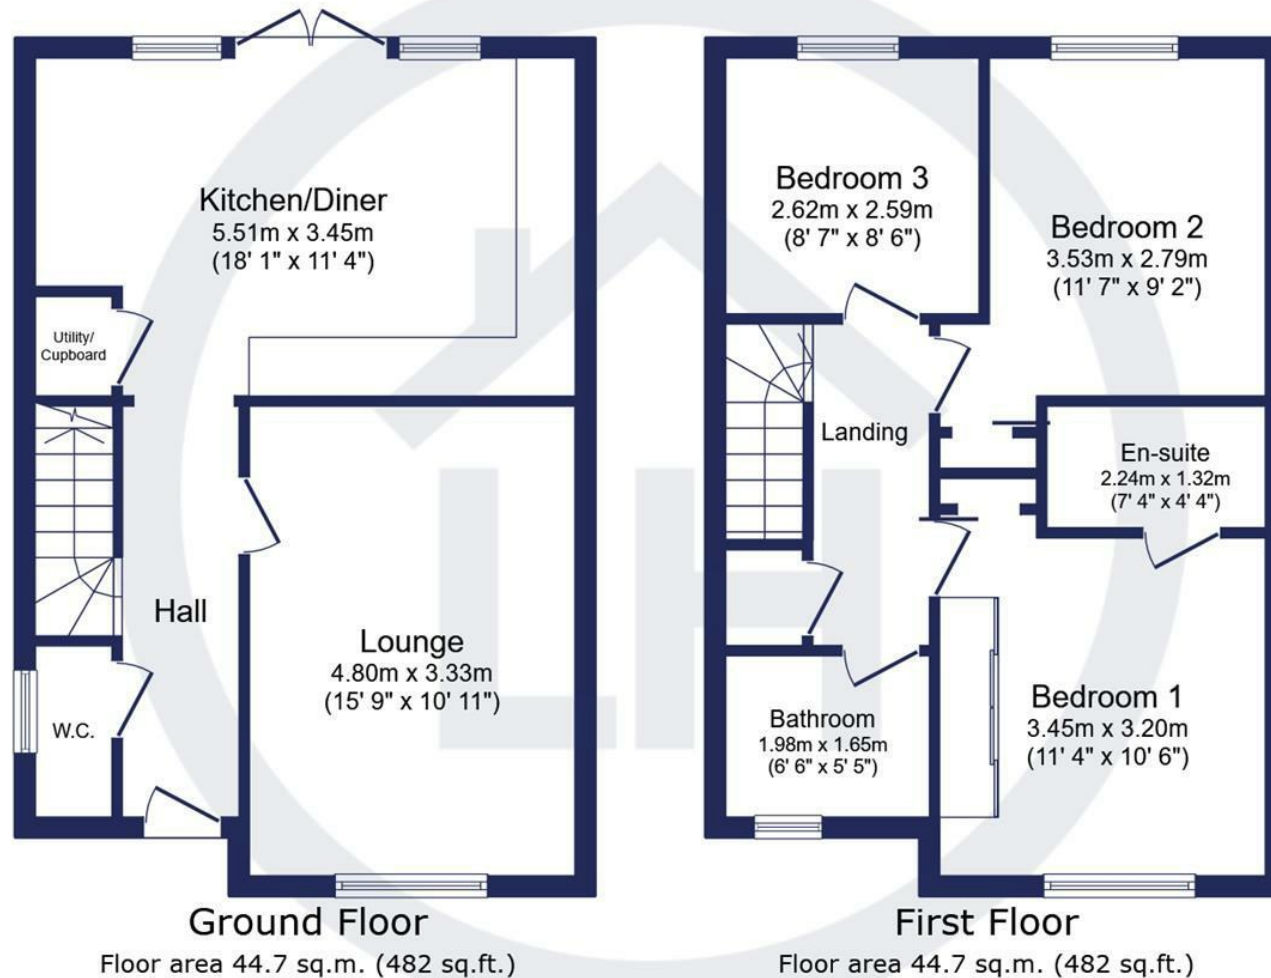 Kitchen/Diner
5.51m x 3.45m
(18' 1" x 11' 4")
Utility/
Cupboard
Hall
Lounge
4.80m x 3.33m
(15' 9" x 10' 11")
W.C.
Ground Floor
Floor area 44.7 sq.m. (482 sq.ft.)
Bedroom 3
2.62m x 2.59m
(8' 7" x 8' 6")
Bedroom 2
3.53m x 2.79m
(11' 7" x 9' 2")
Landing
En-suite
2.24m x 1.32m
(7' 4" x 4' 4")
Bedroom 1
3.45m x 3.20m
(11' 4" x 10' 6")
Bathroom
1.98m x 1.65m
(6' 6" x 5' 5")
First Floor
Floor area 44.7 sq.m. (482 sq.ft.)
LH